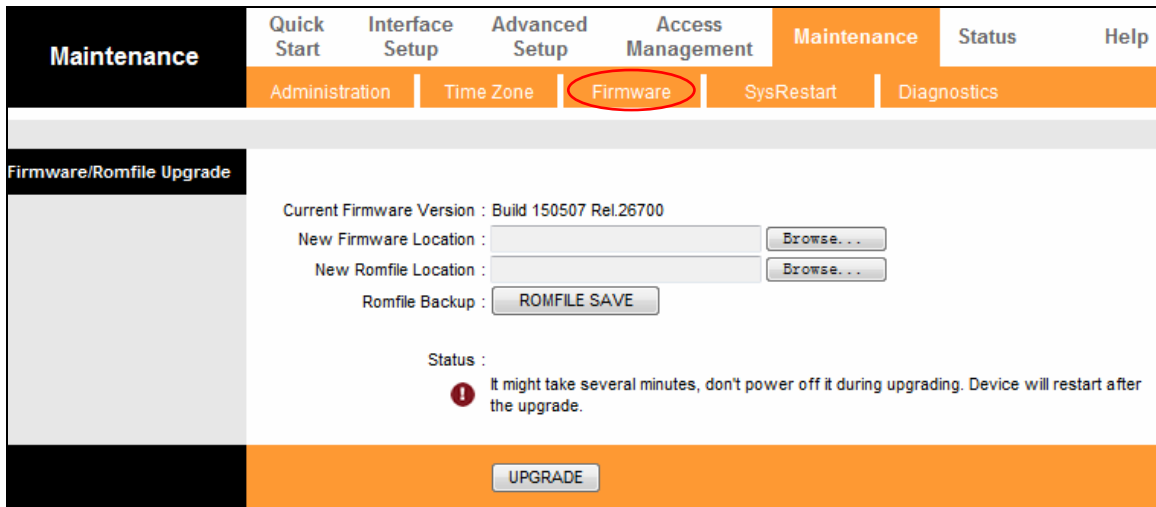 Maintenance
Quick Start
Interface Setup
Advanced Setup
Access Management
Maintenance
Status
Help
Administration
Time Zone
Firmware
SysRestart
Diagnostics
Firmware/Romfile Upgrade
Current Firmware Version : Build 150507 Rel.26700
New Firmware Location : Browse...
New Romfile Location : Browse...
Romfile Backup : ROMFILE SAVE
Status :
It might take several minutes, don't power off it during upgrading. Device will restart after
the upgrade.
UPGRADE